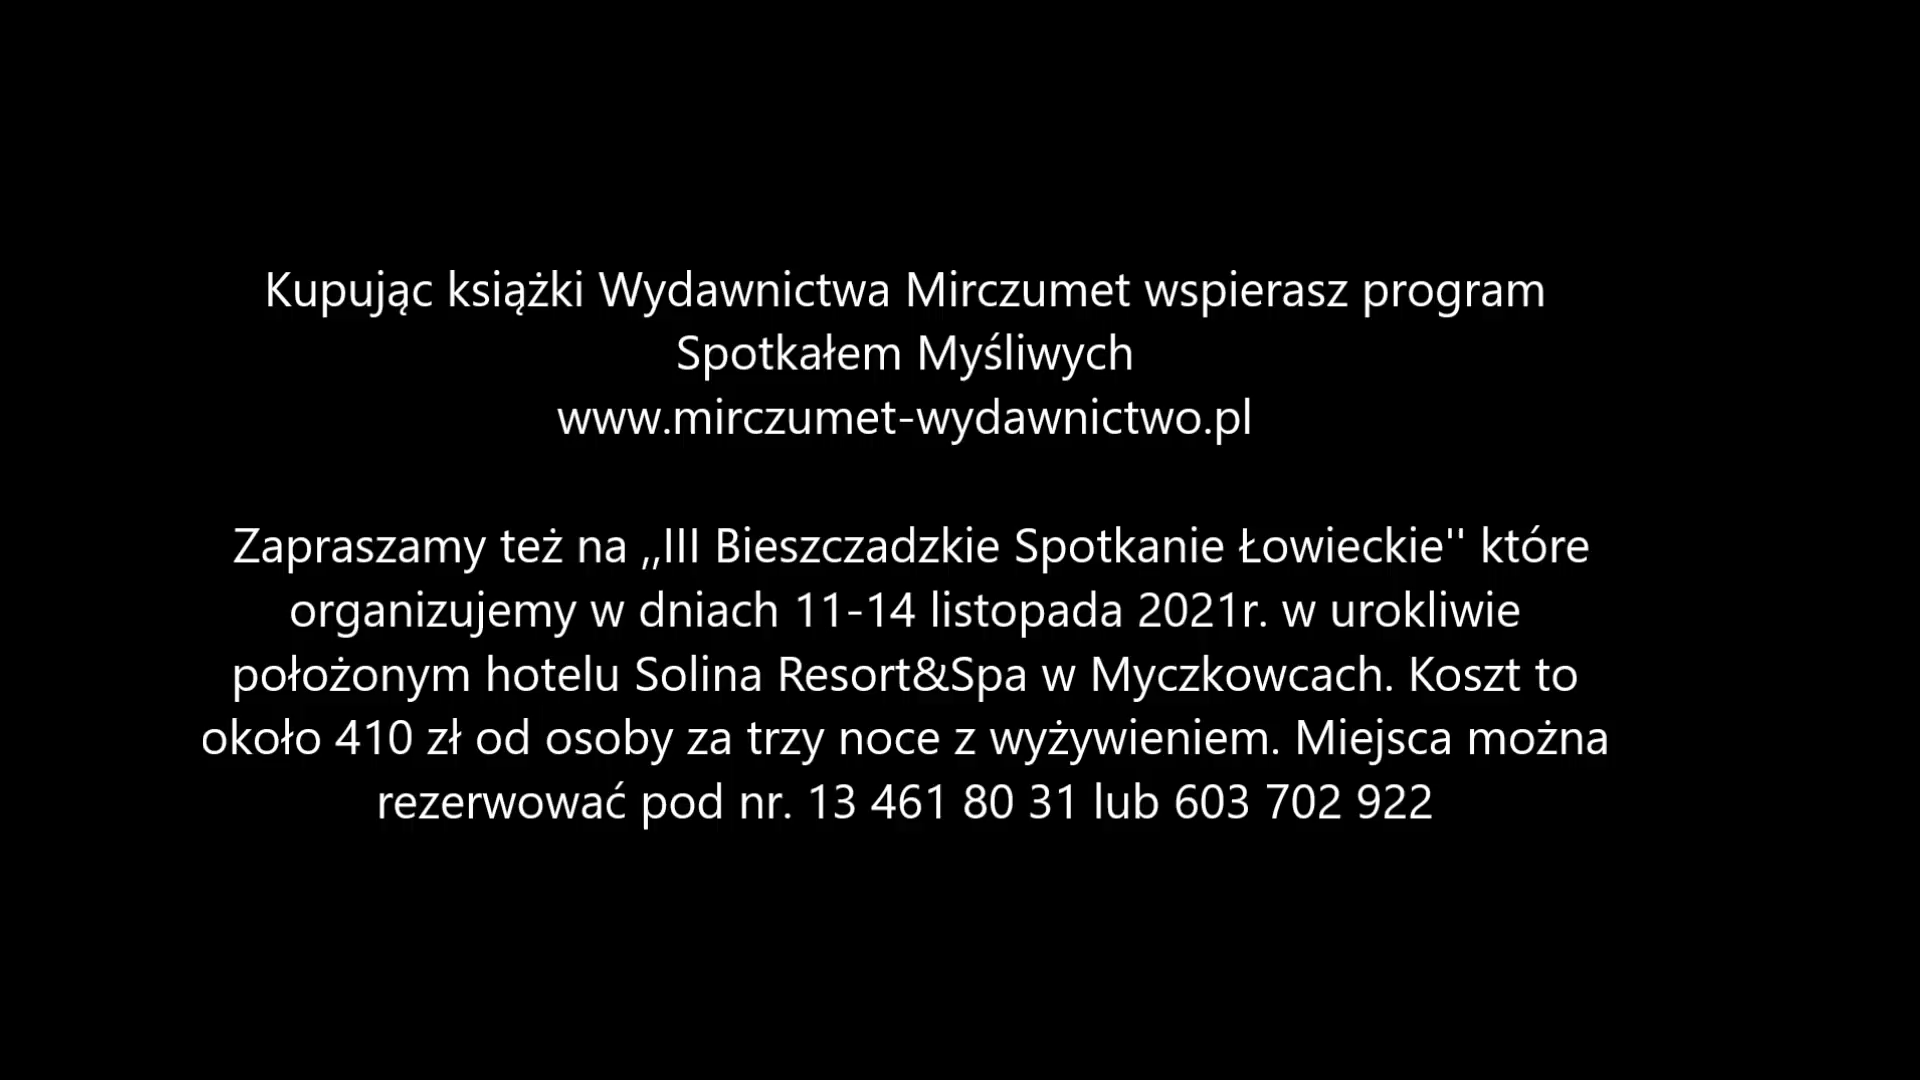 Kupując książki Wydawnictwa Mirczumet wspierasz program
Spotkałem Myśliwych
www.mirczumet-wydawnictwo.pl
Zapraszamy też na ,,III Bieszczadzkie Spotkanie Łowieckie'' które
organizujemy w dniach 11-14 listopada 2021r. w urokliwie
położonym hotelu Solina Resort&Spa w Myczkowcach. Koszt to
około 410 zł od osoby za trzy noce z wyżywieniem. Miejsca można
rezerwować pod nr. 13 461 80 31 lub 603 702 922